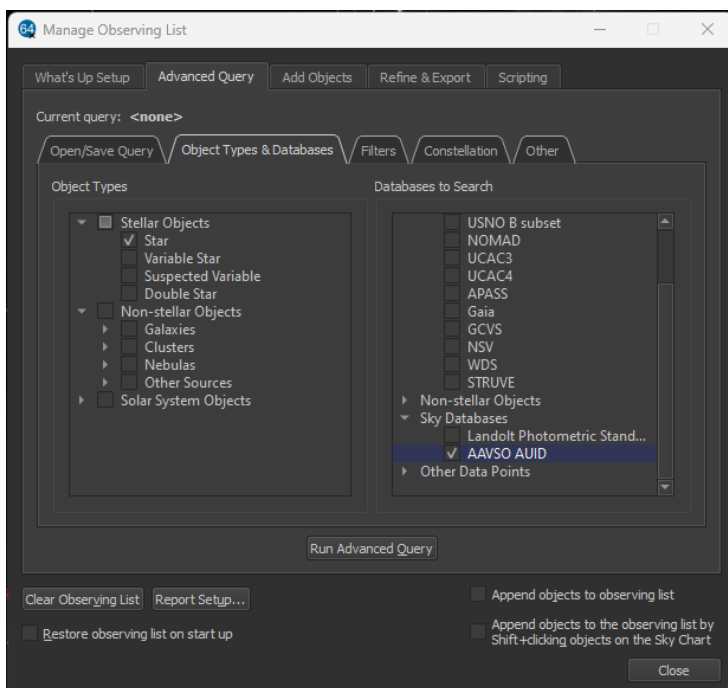 64
Manage Observing List
What's Up Setup
Advanced Query
Add Objects
Refine & Export
Scripting
Current query: <none>
Open/Save Query
Object Types & Databases
Filters
Constellation
Other
Object Types
Stellar Objects
Star
Variable Star
Suspected Variable
Double Star
Non-stellar Objects
Galaxies
Clusters
Nebulas
Other Sources
Solar System Objects
Databases to Search
USNO B subset
NOMAD
UCAC3
UCAC4
APASS
Gaia
GCVS
NSV
WDS
STRUVE
Non-stellar Objects
Sky Databases
Landolt Photometric Stand...
AAVSO AUID
Other Data Points
Run Advanced Query
Clear Observing List
Report Setup...
Restore observing list on start up
Append objects to observing list
Append objects to the observing list by
Shift+clicking objects on the Sky Chart
Close